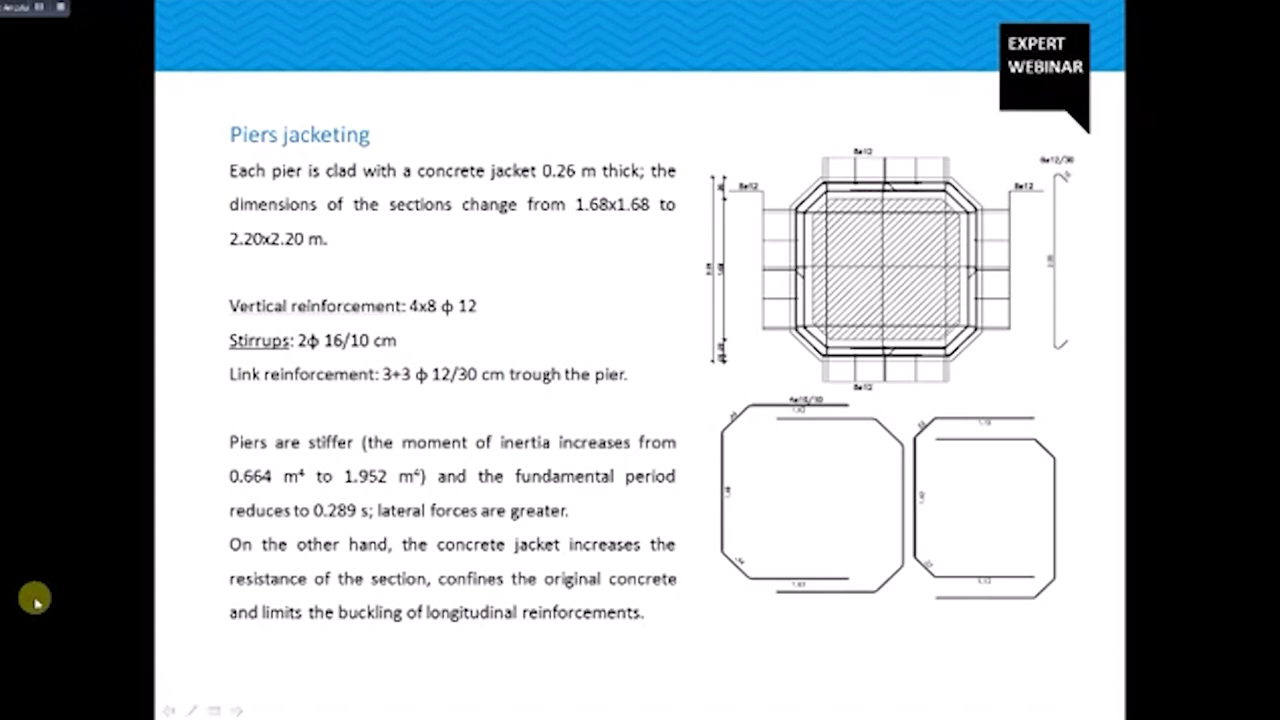 EXPERT
WEBINAR
Piers jacketing
Each pier is clad with a concrete jacket 0.26 m thick; the
dimensions of the sections change from 1.68x1.68 to
2.20x2.20 m.
Vertical reinforcement: 4x8 ϕ 12
Stirrups: 2ϕ 16/10 cm
Link reinforcement: 3+3 ϕ 12/30 cm trough the pier.
Piers are stiffer (the moment of inertia increases from
0.664 m⁴ to 1.952 m⁴) and the fundamental period
reduces to 0.289 s; lateral forces are greater.
On the other hand, the concrete jacket increases the
resistance of the section, confines the original concrete
and limits the buckling of longitudinal reinforcements.